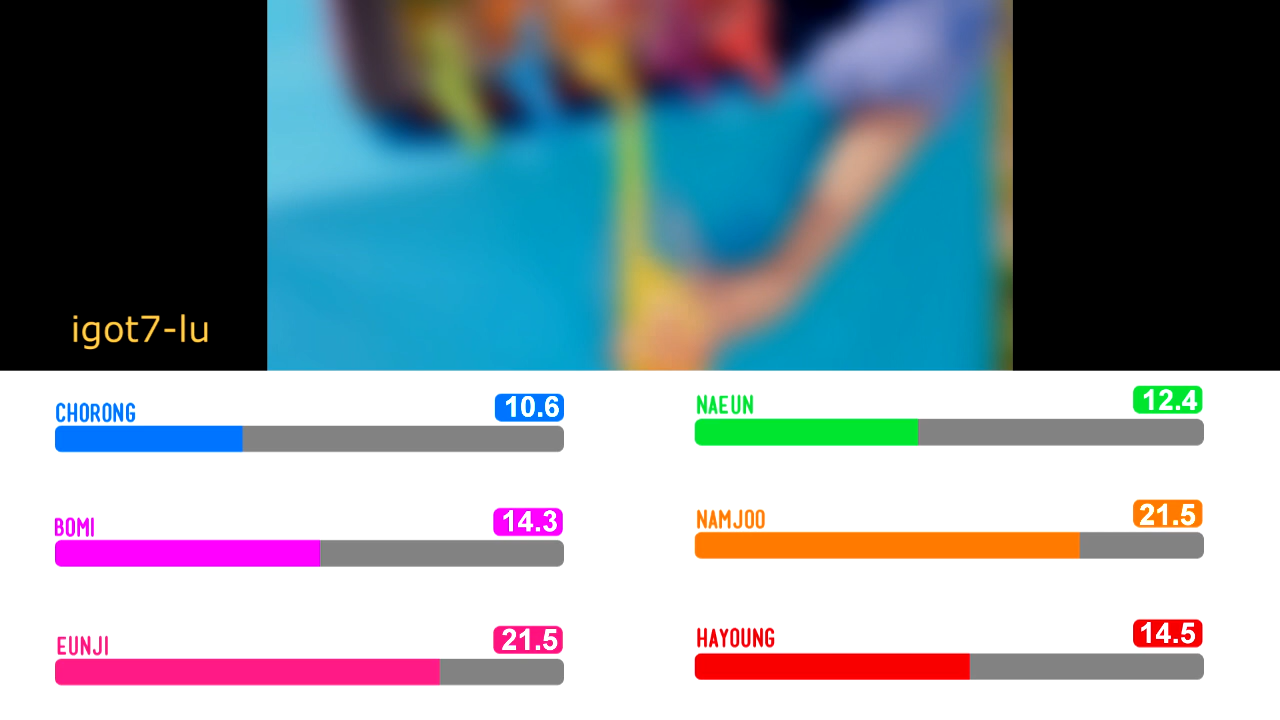 igot7-lu
CHORONG
10.6
NAEUN
12.4
BOMI
14.3
NAMJOO
21.5
EUNJI
21.5
HAYOUNG
14.5